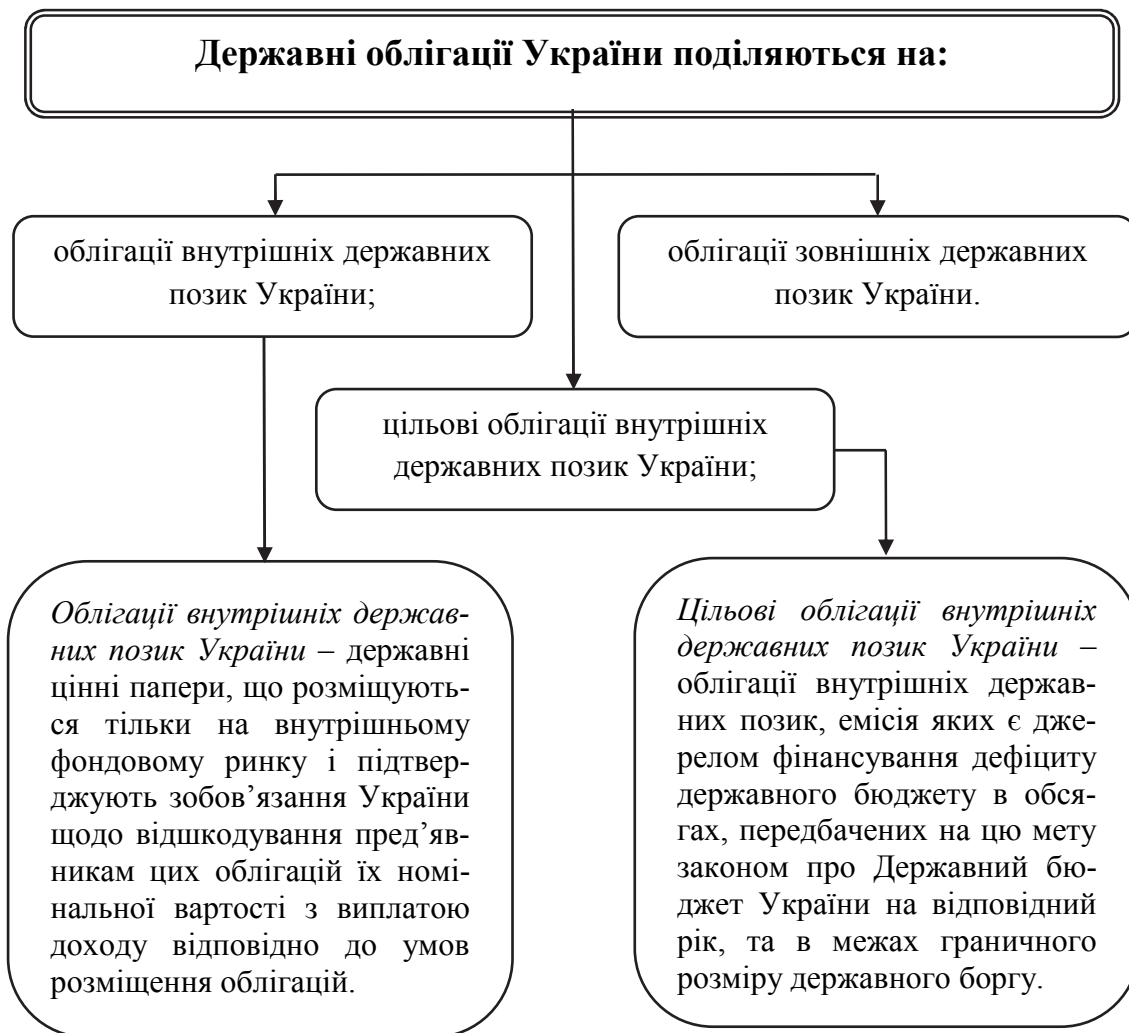 Державні облігації України поділяються на:
облігації внутрішніх державних
позик України;
облігації зовнішніх державних
позик України.
цільові облігації внутрішніх
державних позик України;
Облігації внутрішніх держав-
них позик України – державні
цінні папери, що розміщують-
ся тільки на внутрішньому
фондовому ринку і підтвер-
джують зобов’язання України
щодо відшкодування пред’яв-
никам цих облігацій їх номі-
нальної вартості з виплатою
доходу відповідно до умов
розміщення облігацій.
Цільові облігації внутрішніх
державних позик України –
облігації внутрішніх держав-
них позик, емісія яких є дже-
релом фінансування дефіциту
державного бюджету в обся-
гах, передбачених на цю мету
законом про Державний бю-
джет України на відповідний
рік, та в межах граничного
розміру державного боргу.